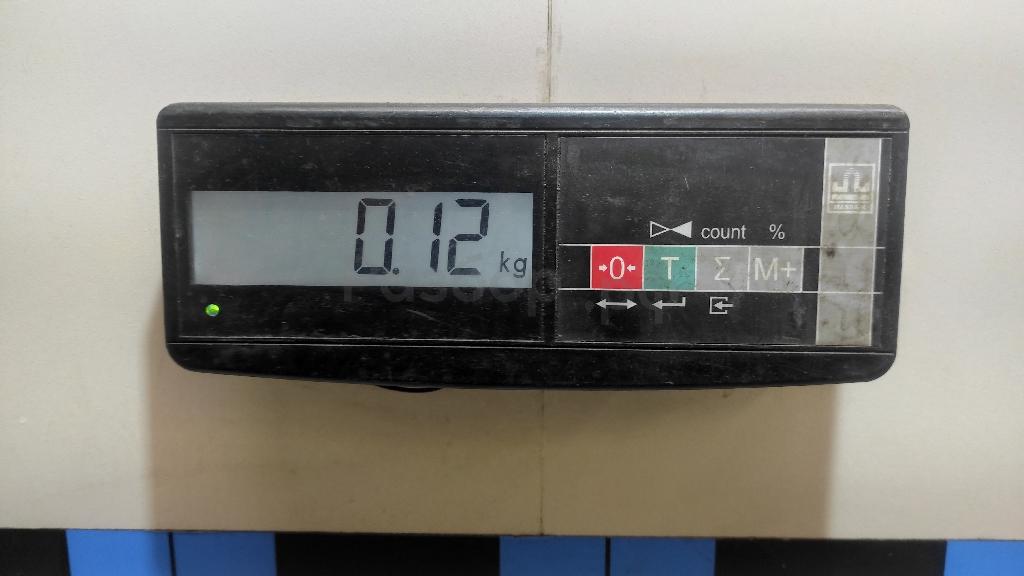 0.12 kg
count %
→0← T Σ M+